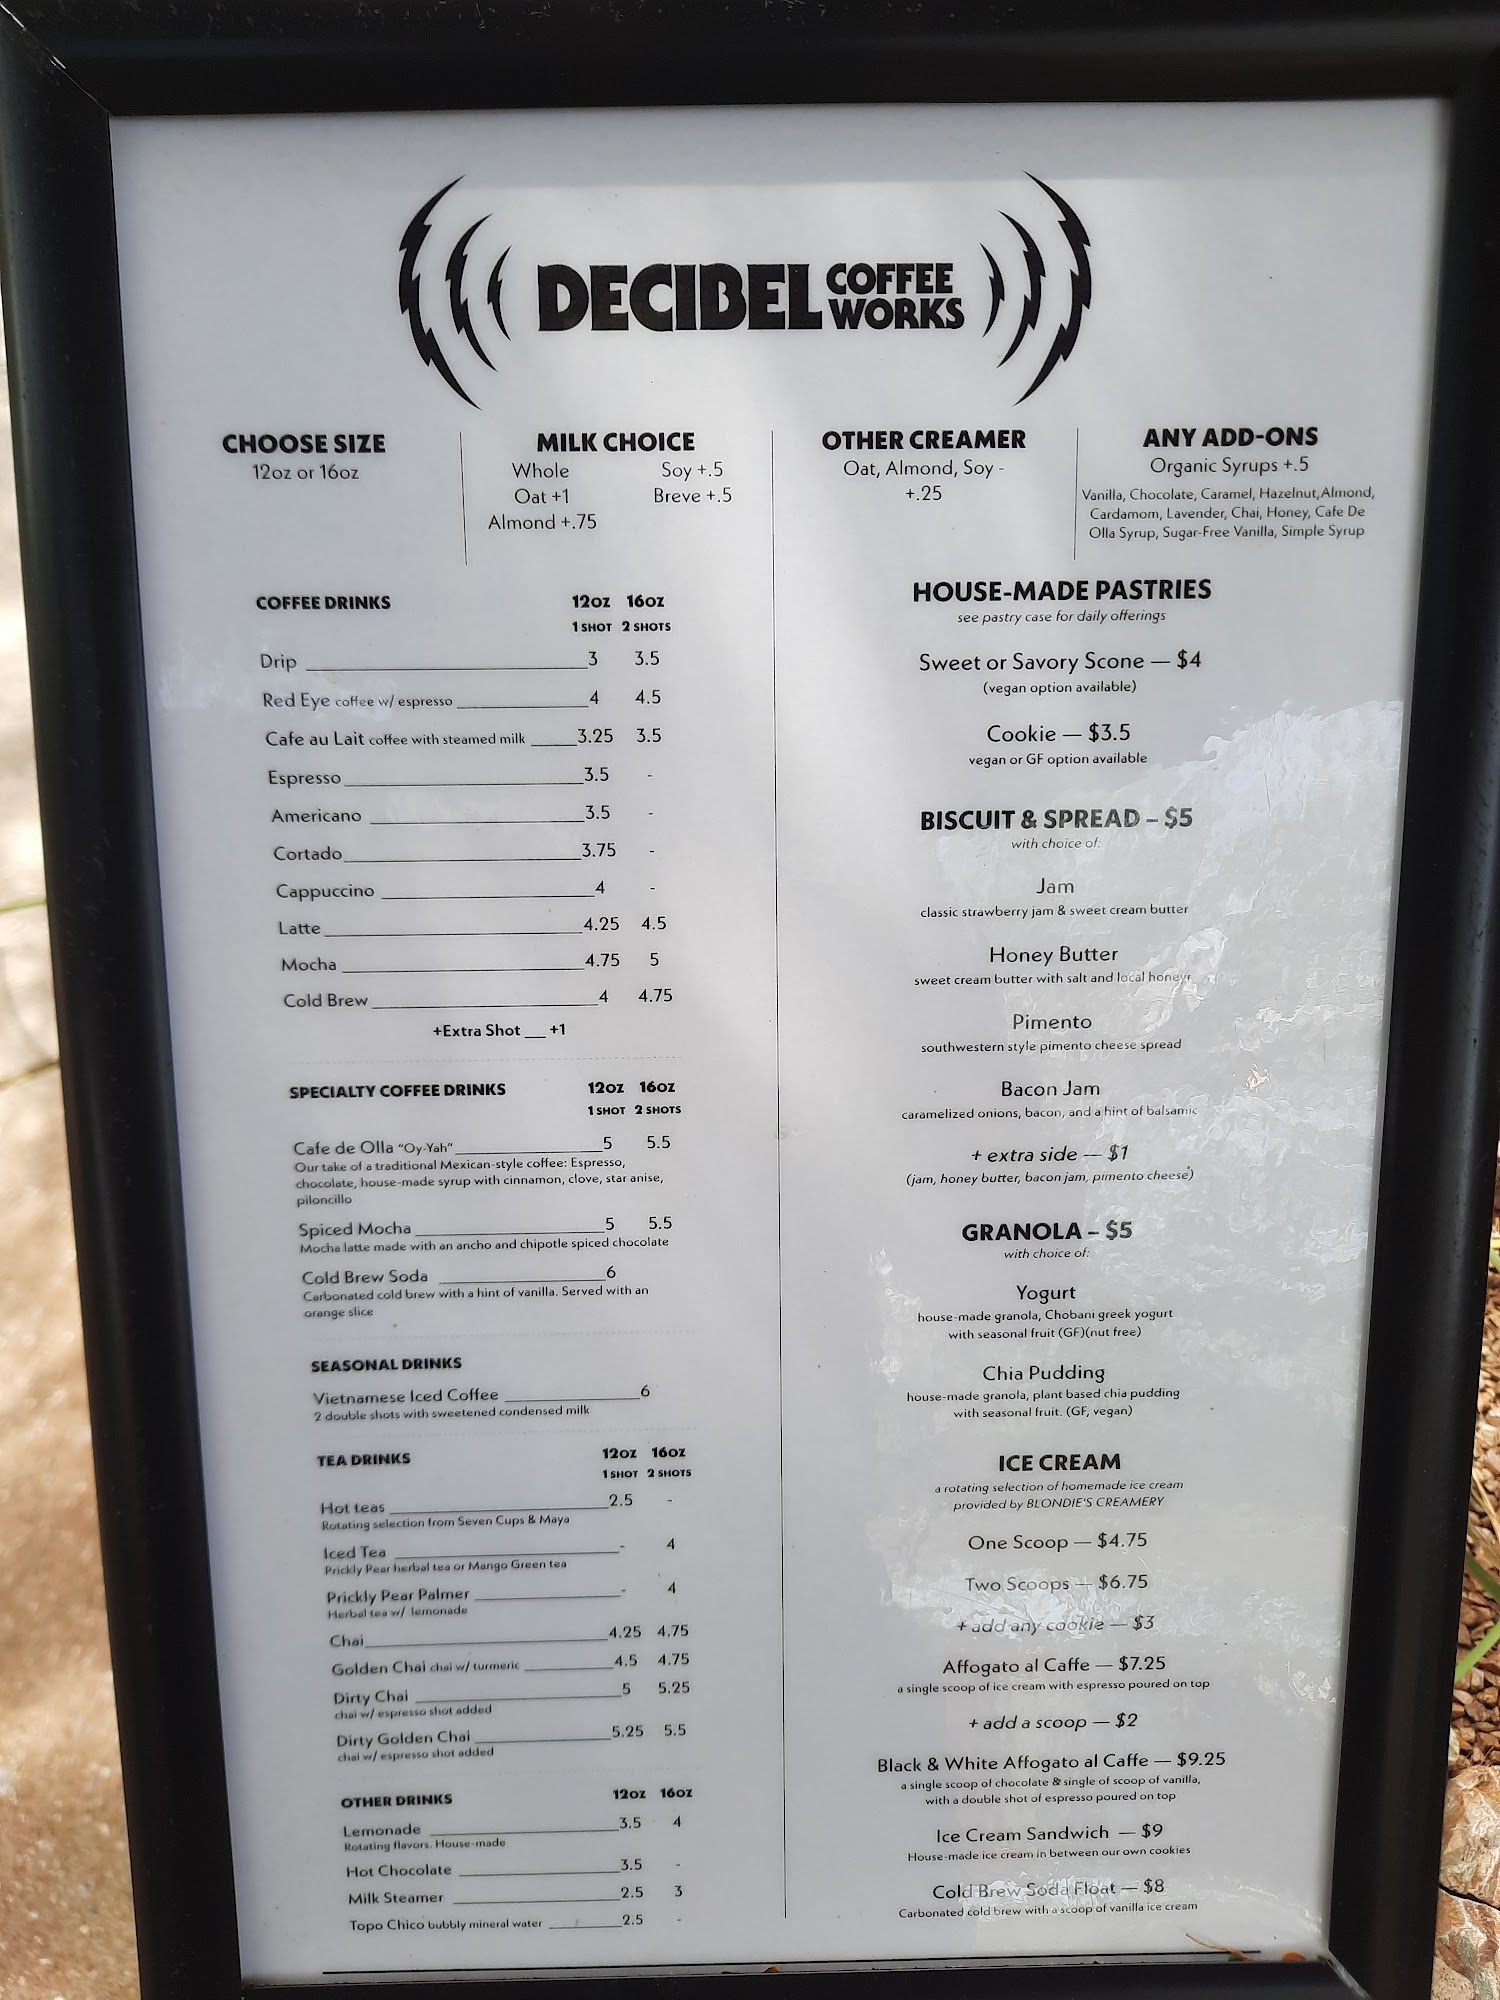 DECIBEL COFFEE WORKS
CHOOSE SIZE
12oz or 16oz
MILK CHOICE
Whole Soy +.5
Oat +1 Breve +.5
Almond +.75
OTHER CREAMER
Oat, Almond, Soy -
+.25
ANY ADD-ONS
Organic Syrups +.5
Vanilla, Chocolate, Caramel, Hazelnut,Almond,
Cardamom, Lavender, Chai, Honey, Cafe De
Olla Syrup, Sugar-Free Vanilla, Simple Syrup
COFFEE DRINKS 12oz 16oz
1 SHOT 2 SHOTS
Drip 3 3.5
Red Eye coffee w/ espresso 4 4.5
Cafe au Lait coffee with steamed milk 3.25 3.5
Espresso 3.5 -
Americano 3.5 -
Cortado 3.75 -
Cappuccino 4 -
Latte 4.25 4.5
Mocha 4.75 5
Cold Brew 4 4.75
+Extra Shot __ +1
SPECIALTY COFFEE DRINKS 12oz 16oz
1 SHOT 2 SHOTS
Cafe de Olla "Oy-Yah" 5 5.5
Our take of a traditional Mexican-style coffee: Espresso,
chocolate, house-made syrup with cinnamon, clove, star anise,
piloncillo
Spiced Mocha 5 5.5
Mocha latte made with an ancho and chipotle spiced chocolate
Cold Brew Soda 6
Carbonated cold brew with a hint of vanilla. Served with an
orange slice
SEASONAL DRINKS
Vietnamese Iced Coffee 6
2 double shots with sweetened condensed milk
TEA DRINKS 12oz 16oz
1 SHOT 2 SHOTS
Hot teas 2.5 -
Rotating selection from Seven Cups & Maya
Iced Tea - 4
Prickly Pear herbal tea or Mango Green tea
Prickly Pear Palmer - 4
Herbal tea w/ lemonade
Chai 4.25 4.75
Golden Chai chai w/ turmeric 4.5 4.75
Dirty Chai 5 5.25
chai w/ espresso shot added
Dirty Golden Chai 5.25 5.5
chai w/ espresso shot added
OTHER DRINKS 12oz 16oz
Lemonade 3.5 4
Rotating flavors. House-made
Hot Chocolate 3.5 -
Milk Steamer 2.5 3
Topo Chico bubbly mineral water 2.5 -
HOUSE-MADE PASTRIES
see pastry case for daily offerings
Sweet or Savory Scone — $4
(vegan option available)
Cookie — $3.5
vegan or GF option available
BISCUIT & SPREAD – $5
with choice of:
Jam
classic strawberry jam & sweet cream butter
Honey Butter
sweet cream butter with salt and local honeyr
Pimento
southwestern style pimento cheese spread
Bacon Jam
caramelized onions, bacon, and a hint of balsamic
+ extra side — $1
(jam, honey butter, bacon jam, pimento cheese)
GRANOLA – $5
with choice of:
Yogurt
house-made granola, Chobani greek yogurt
with seasonal fruit (GF)(nut free)
Chia Pudding
house-made granola, plant based chia pudding
with seasonal fruit. (GF, vegan)
ICE CREAM
a rotating selection of homemade ice cream
provided by BLONDIE'S CREAMERY
One Scoop — $4.75
Two Scoops — $6.75
+ add any cookie — $3
Affogato al Caffe — $7.25
a single scoop of ice cream with espresso poured on top
+ add a scoop — $2
Black & White Affogato al Caffe — $9.25
a single scoop of chocolate & single of scoop of vanilla,
with a double shot of espresso poured on top
Ice Cream Sandwich — $9
House-made ice cream in between our own cookies
Cold Brew Soda Float — $8
Carbonated cold brew with a scoop of vanilla ice cream